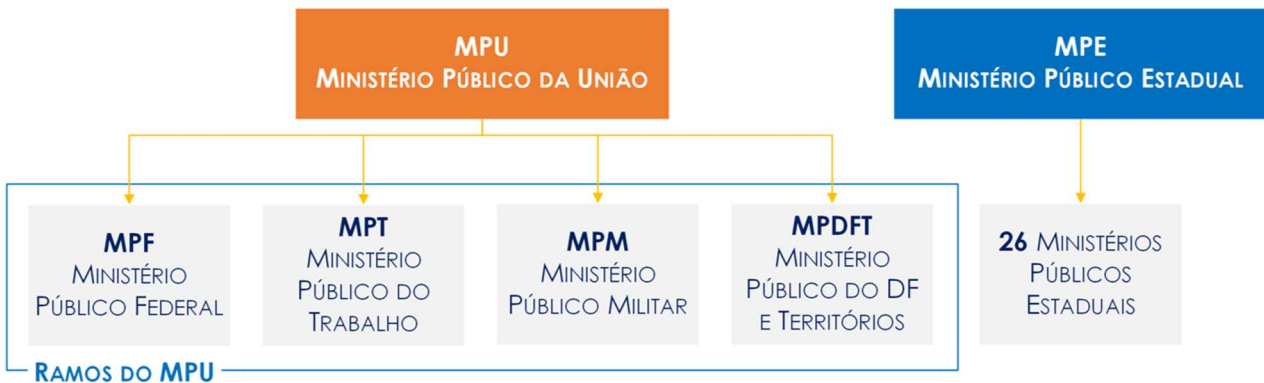 MPU
MINISTÉRIO PÚBLICO DA UNIÃO
MPE
MINISTÉRIO PÚBLICO ESTADUAL
MPF
MINISTÉRIO
PÚBLICO FEDERAL
MPT
MINISTÉRIO
PÚBLICO DO
TRABALHO
MPM
MINISTÉRIO
PÚBLICO MILITAR
MPDFT
MINISTÉRIO
PÚBLICO DO DF
E TERRITÓRIOS
26 MINISTÉRIOS
PÚBLICOS
ESTADUAIS
RAMOS DO MPU